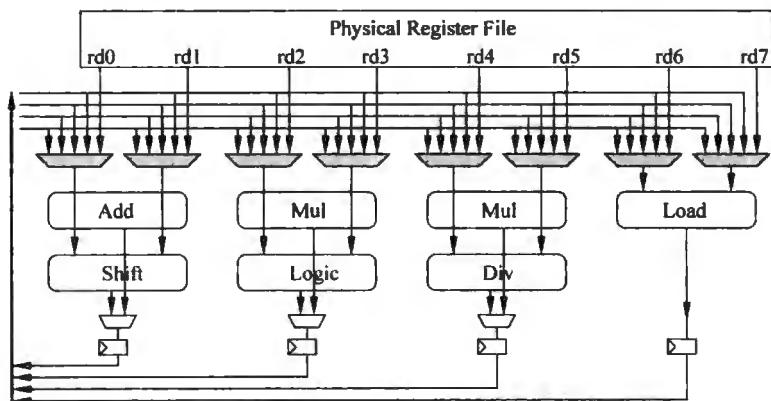 Physical Register File
rd0 rd1 rd2 rd3 rd4 rd5 rd6 rd7
Add Mul Mul Load
Shift Logic Div